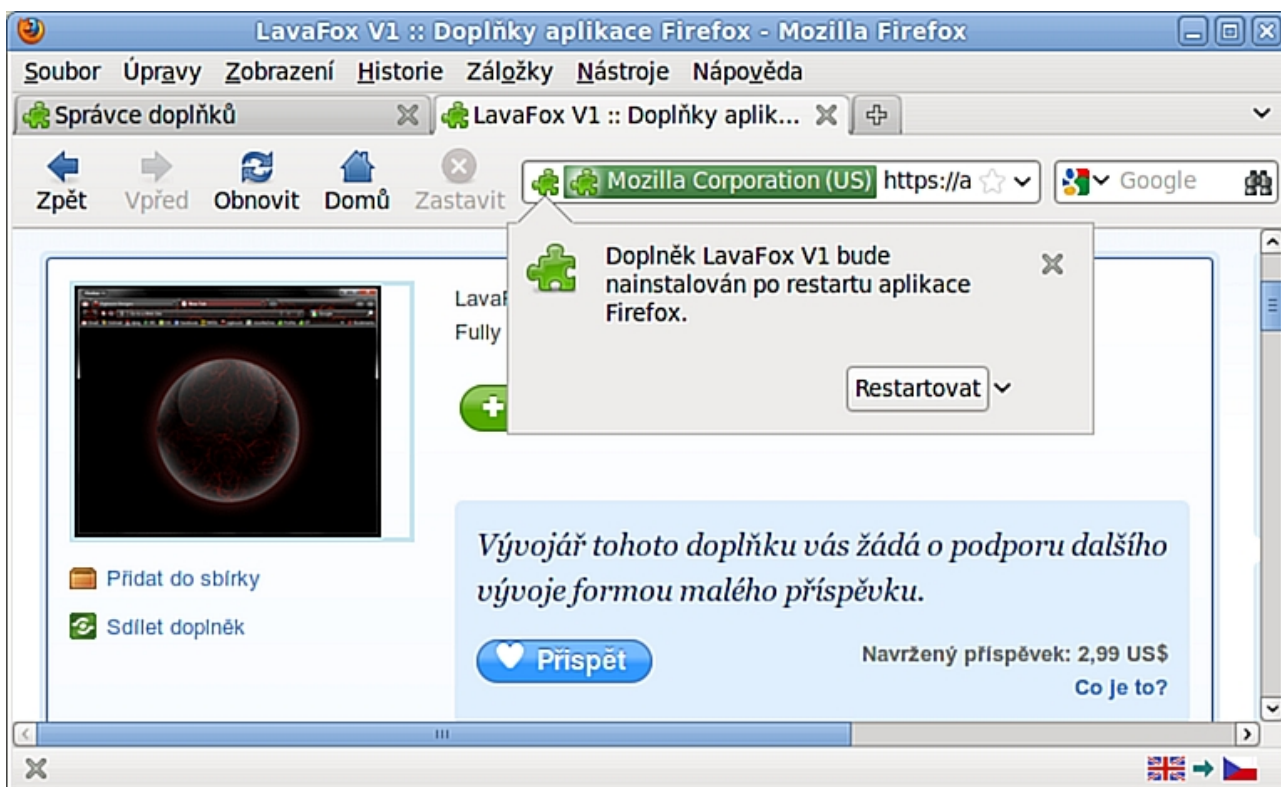 LavaFox V1 :: Doplňky aplikace Firefox - Mozilla Firefox
Soubor Úpravy Zobrazení Historie Záložky Nástroje Nápověda
Správce doplňků
LavaFox V1 :: Doplňky aplik...
Zpět Vpřed Obnovit Domů Zastavit
Mozilla Corporation (US) https://a
Google
Doplněk LavaFox V1 bude
nainstalován po restartu aplikace
Firefox.
Restartovat
Fully
Přidat do sbírky
Sdílet doplněk
Vývojář tohoto doplňku vás žádá o podporu dalšího
vývoje formou malého příspěvku.
Přispět
Navržený příspěvek: 2,99 US$
Co je to?